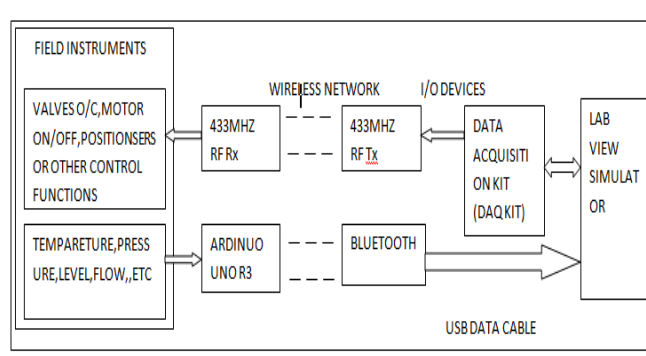 FIELD INSTRUMENTS
WIRELESS NETWORK
I/O DEVICES
VALVES O/C,MOTOR
ON/OFF,POSITIONSERS
OR OTHER CONTROL
FUNCTIONS
433MHZ
RF Rx
433MHZ
RF Tx
DATA
ACQUISITI
ON KIT
(DAQ KIT)
LAB
VIEW
SIMULAT
OR
TEMPARETURE,PRESS
URE,LEVEL,FLOW,,ETC
ARDINUO
UNO R3
BLUETOOTH
USB DATA CABLE